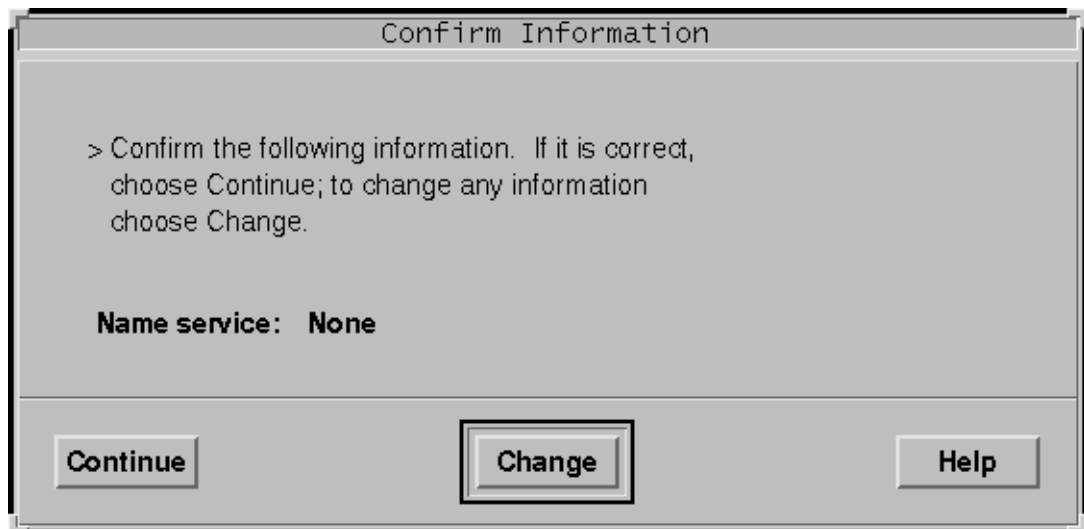 Confirm Information
> Confirm the following information.  If it is correct,
choose Continue; to change any information
choose Change.
Name service:  None
Continue
Change
Help